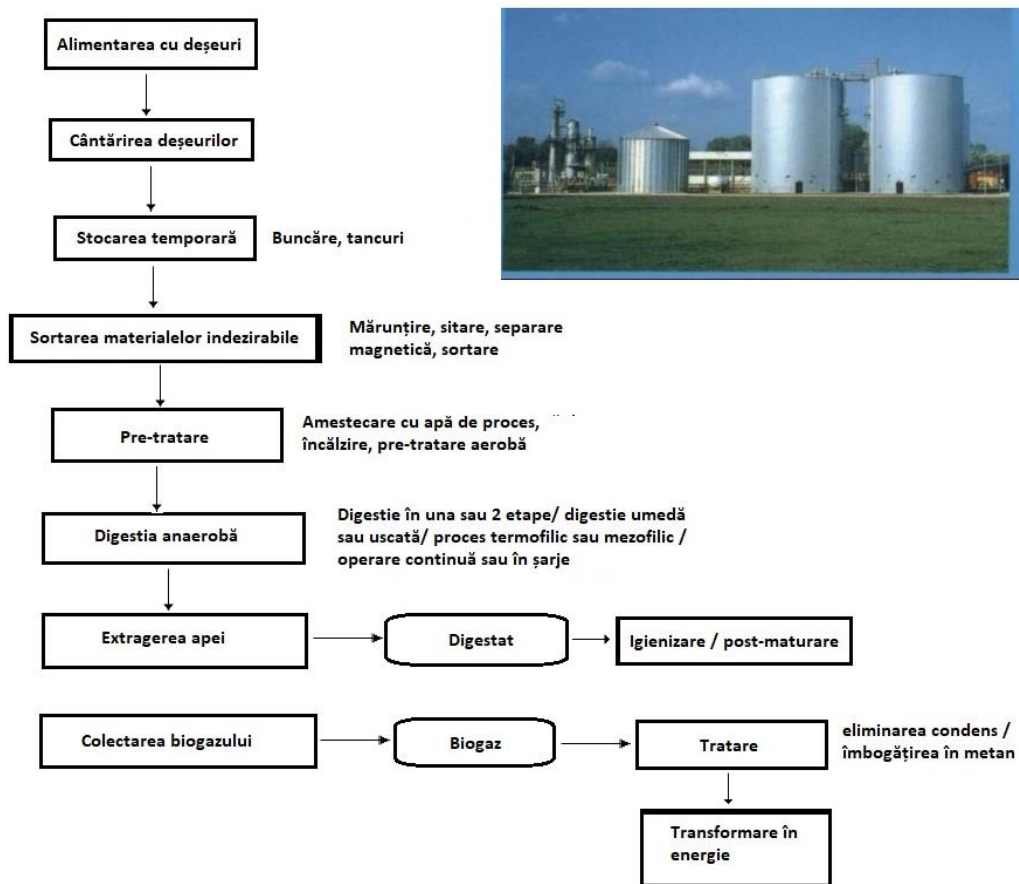 Alimentarea cu deșeuri
Cântărirea deșeurilor
Stocarea temporară
Buncăre, tancuri
Sortarea materialelor indezirabile
Mărunțire, sitare, separare
magnetică, sortare
Pre-tratare
Amestecare cu apă de proces,
încălzire, pre-tratare aerobă
Digestia anaerobă
Digestie în una sau 2 etape/ digestie umedă
sau uscată/ proces termofilic sau mezofilic /
operare continuă sau în șarje
Extragerea apei
Digestat
Igienizare / post-maturare
Colectarea biogazului
Biogaz
Tratare
eliminarea condens /
îmbogățirea în metan
Transformare în
energie